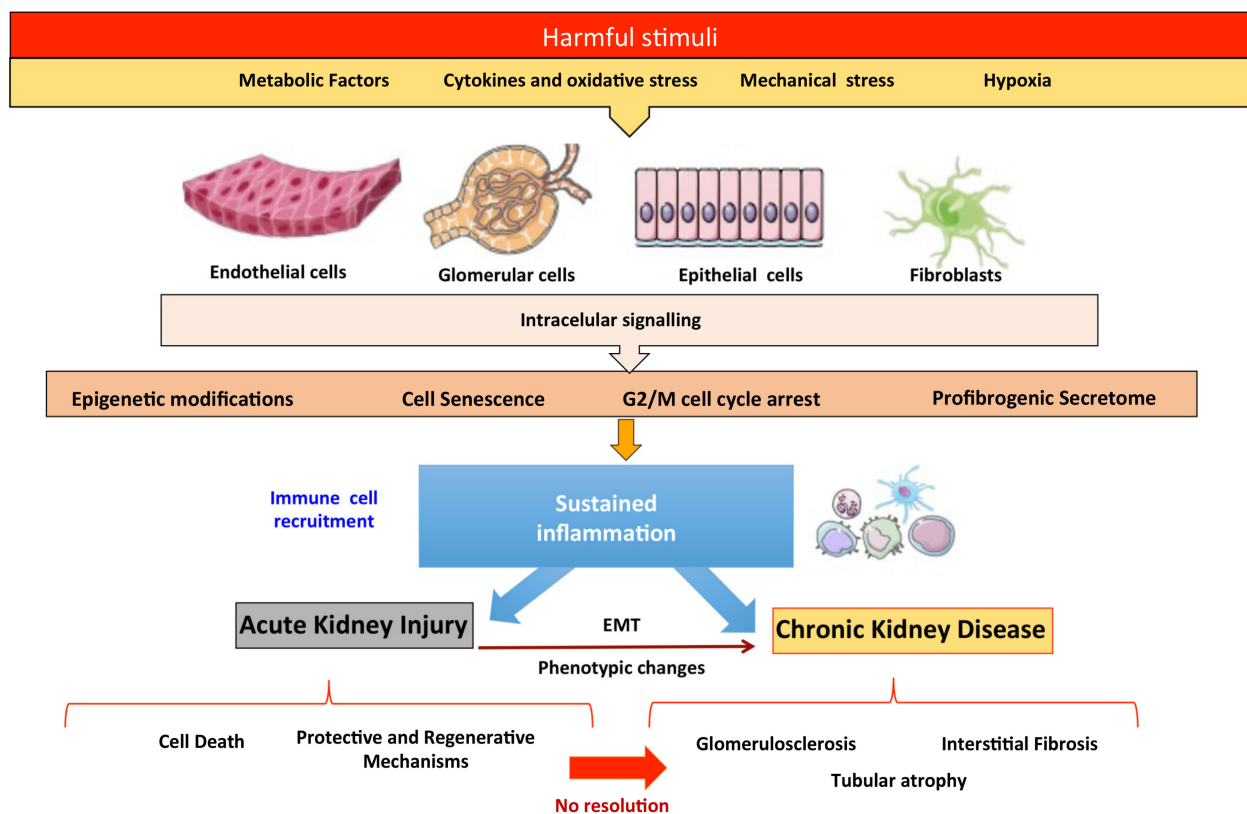 Harmful stimuli
Metabolic Factors
Cytokines and oxidative stress
Mechanical stress
Hypoxia
Endothelial cells
Glomerular cells
Epithelial cells
Fibroblasts
Intracelular signalling
Epigenetic modifications
Cell Senescence
G2/M cell cycle arrest
Profibrogenic Secretome
Immune cell
recruitment
Sustained
inflammation
Acute Kidney Injury
EMT
Phenotypic changes
Chronic Kidney Disease
Cell Death
Protective and Regenerative
Mechanisms
No resolution
Glomerulosclerosis
Interstitial Fibrosis
Tubular atrophy